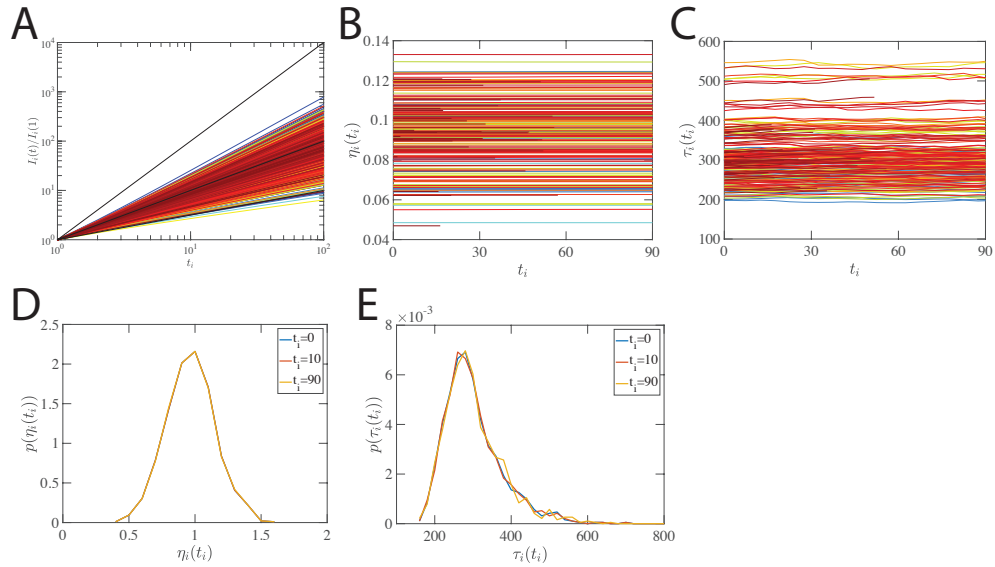 A
I_i(t)/I_i(1)
10^4
10^3
10^2
10^1
10^0
10^0
10^1
10^2
t_i
B
η_i(t_i)
0.14
0.12
0.1
0.08
0.06
0.04
0
30
60
90
t_i
C
τ_i(t_i)
600
500
400
300
200
100
0
30
60
90
t_i
D
p(η_i(t_i))
2.5
2
1.5
1
0.5
0
0
0.5
1
1.5
2
η_i(t_i)
t_i=0
t_i=10
t_i=90
E
×10^-3
p(τ_i(t_i))
8
6
4
2
0
200
400
600
800
τ_i(t_i)
t_i=0
t_i=10
t_i=90